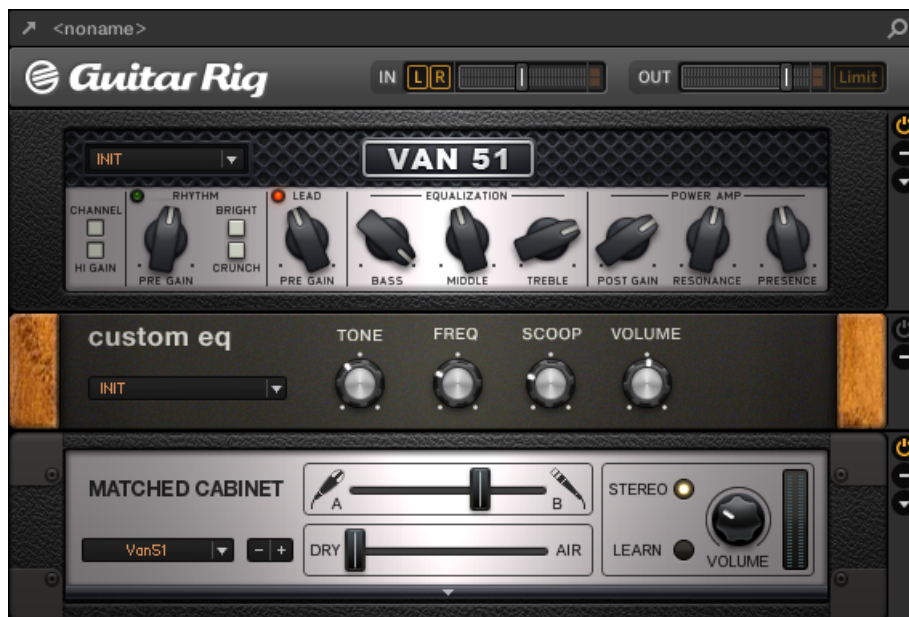 <noname>
Guitar Rig
IN L R OUT Limit
INIT
VAN 51
CHANNEL
HI GAIN
RHYTHM
BRIGHT
CRUNCH
PRE GAIN
LEAD
PRE GAIN
EQUALIZATION
BASS MIDDLE TREBLE
POWER AMP
POST GAIN RESONANCE PRESENCE
custom eq
INIT
TONE FREQ SCOOP VOLUME
MATCHED CABINET
Van51
- +
A B
DRY AIR
STEREO
LEARN
VOLUME